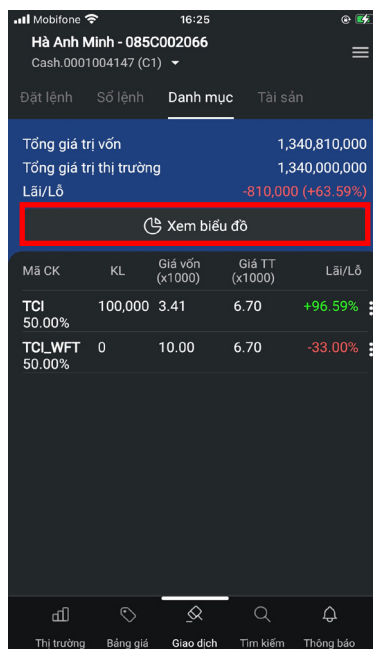 Mobifone 16:25
Hà Anh Minh - 085C002066
Cash.0001004147 (C1)
Đặt lệnh Sổ lệnh Danh mục Tài sản
Tổng giá trị vốn 1,340,810,000
Tổng giá trị thị trường 1,340,000,000
Lãi/Lỗ -810,000 (+63.59%)
Xem biểu đồ
Mã CK KL Giá vốn (x1000) Giá TT (x1000) Lãi/Lỗ
TCI 100,000 3.41 6.70 +96.59%
50.00%
TCI_WFT 0 10.00 6.70 -33.00%
50.00%
Thị trường Bảng giá Giao dịch Tìm kiếm Thông báo